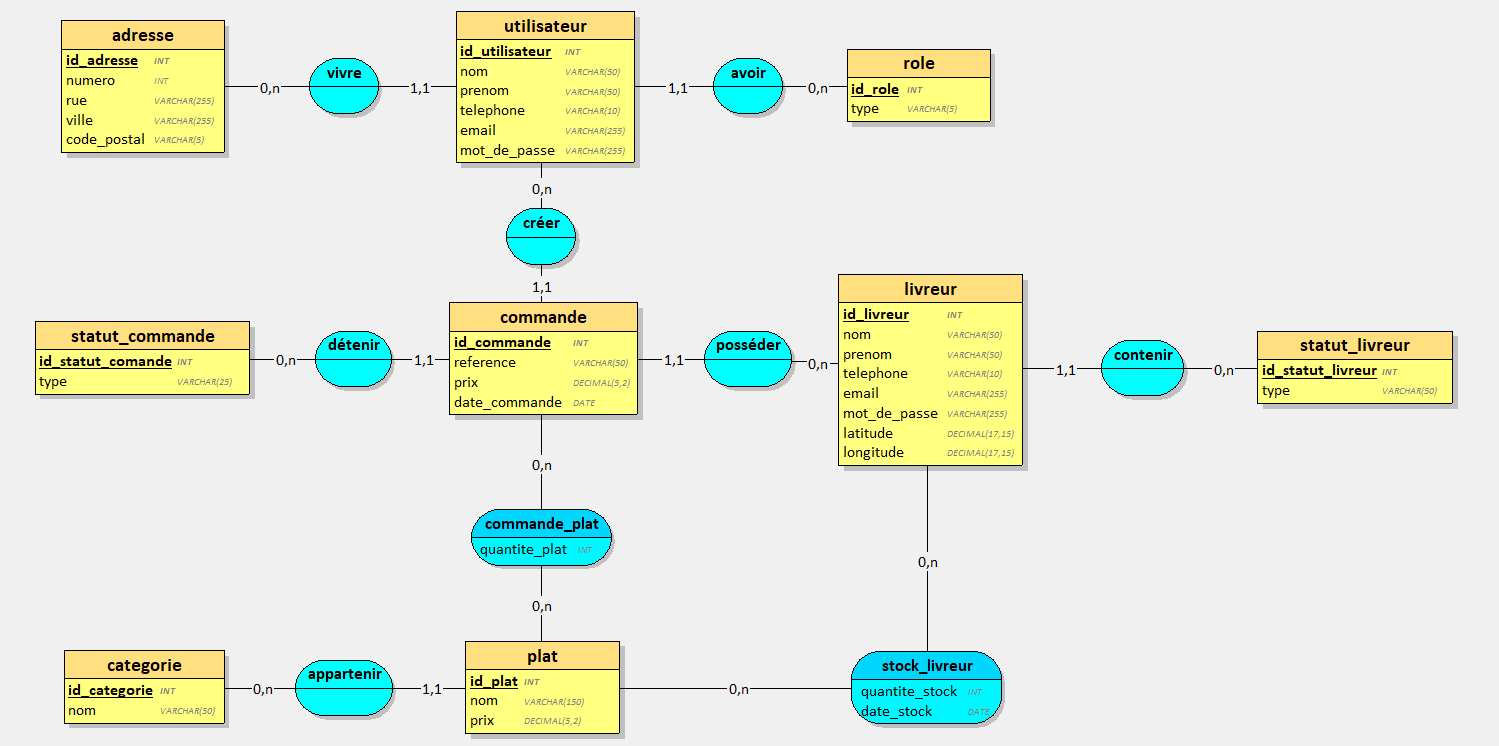 adresse
id_adresse INT
numero INT
rue VARCHAR(255)
ville VARCHAR(255)
code_postal VARCHAR(5)
0,n
vivre
1,1
utilisateur
id_utilisateur INT
nom VARCHAR(50)
prenom VARCHAR(50)
telephone VARCHAR(10)
email VARCHAR(255)
mot_de_passe VARCHAR(255)
1,1
avoir
0,n
role
id_role INT
type VARCHAR(5)
0,n
créer
1,1
statut_commande
id_statut_comande INT
type VARCHAR(25)
0,n
détenir
1,1
commande
id_commande INT
reference VARCHAR(50)
prix DECIMAL(5,2)
date_commande DATE
1,1
posséder
0,n
livreur
id_livreur INT
nom VARCHAR(50)
prenom VARCHAR(50)
telephone VARCHAR(10)
email VARCHAR(255)
mot_de_passe VARCHAR(255)
latitude DECIMAL(17,15)
longitude DECIMAL(17,15)
1,1
contenir
0,n
statut_livreur
id_statut_livreur INT
type VARCHAR(50)
0,n
commande_plat
quantite_plat INT
0,n
0,n
categorie
id_categorie INT
nom VARCHAR(50)
0,n
appartenir
1,1
plat
id_plat INT
nom VARCHAR(150)
prix DECIMAL(5,2)
0,n
stock_livreur
quantite_stock INT
date_stock DATE